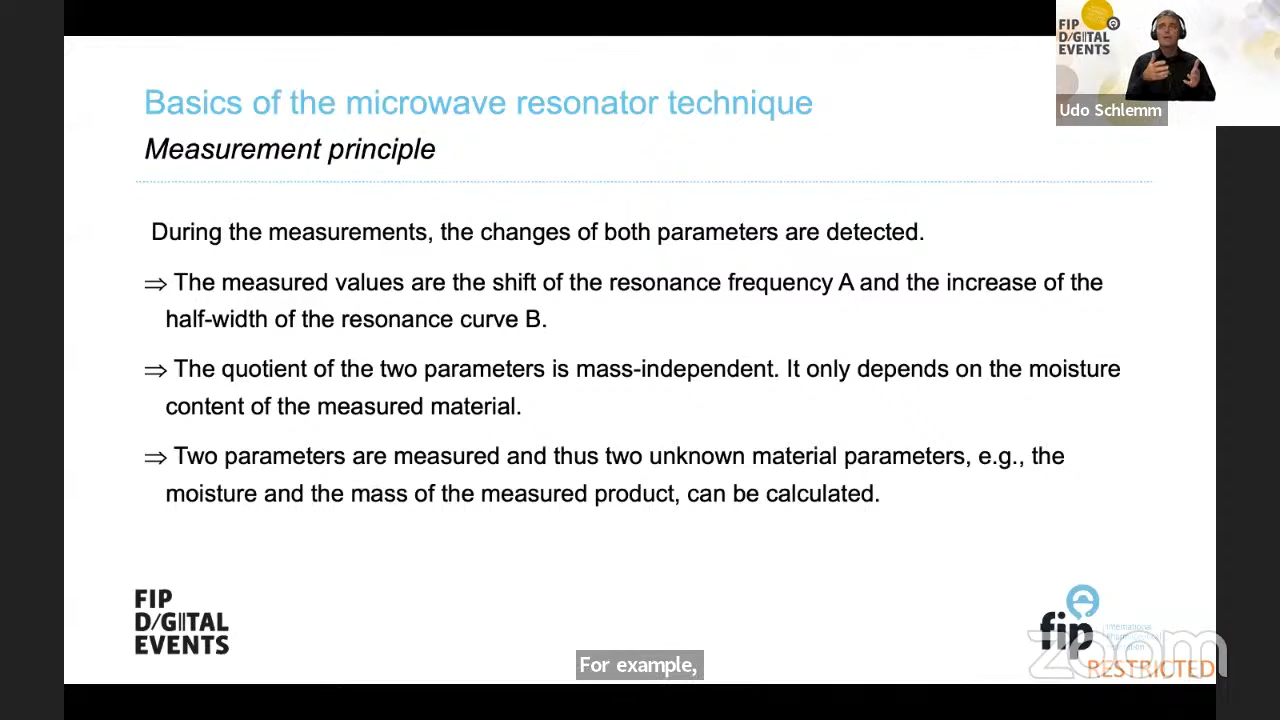 FIP
D/GITAL
EVENTS
Udo Schlemm
Basics of the microwave resonator technique
Measurement principle
During the measurements, the changes of both parameters are detected.
⇒ The measured values are the shift of the resonance frequency A and the increase of the
half-width of the resonance curve B.
⇒ The quotient of the two parameters is mass-independent. It only depends on the moisture
content of the measured material.
⇒ Two parameters are measured and thus two unknown material parameters, e.g., the
moisture and the mass of the measured product, can be calculated.
FIP
D/GITAL
EVENTS
fip
International
zoom
RESTRICTED
For example,